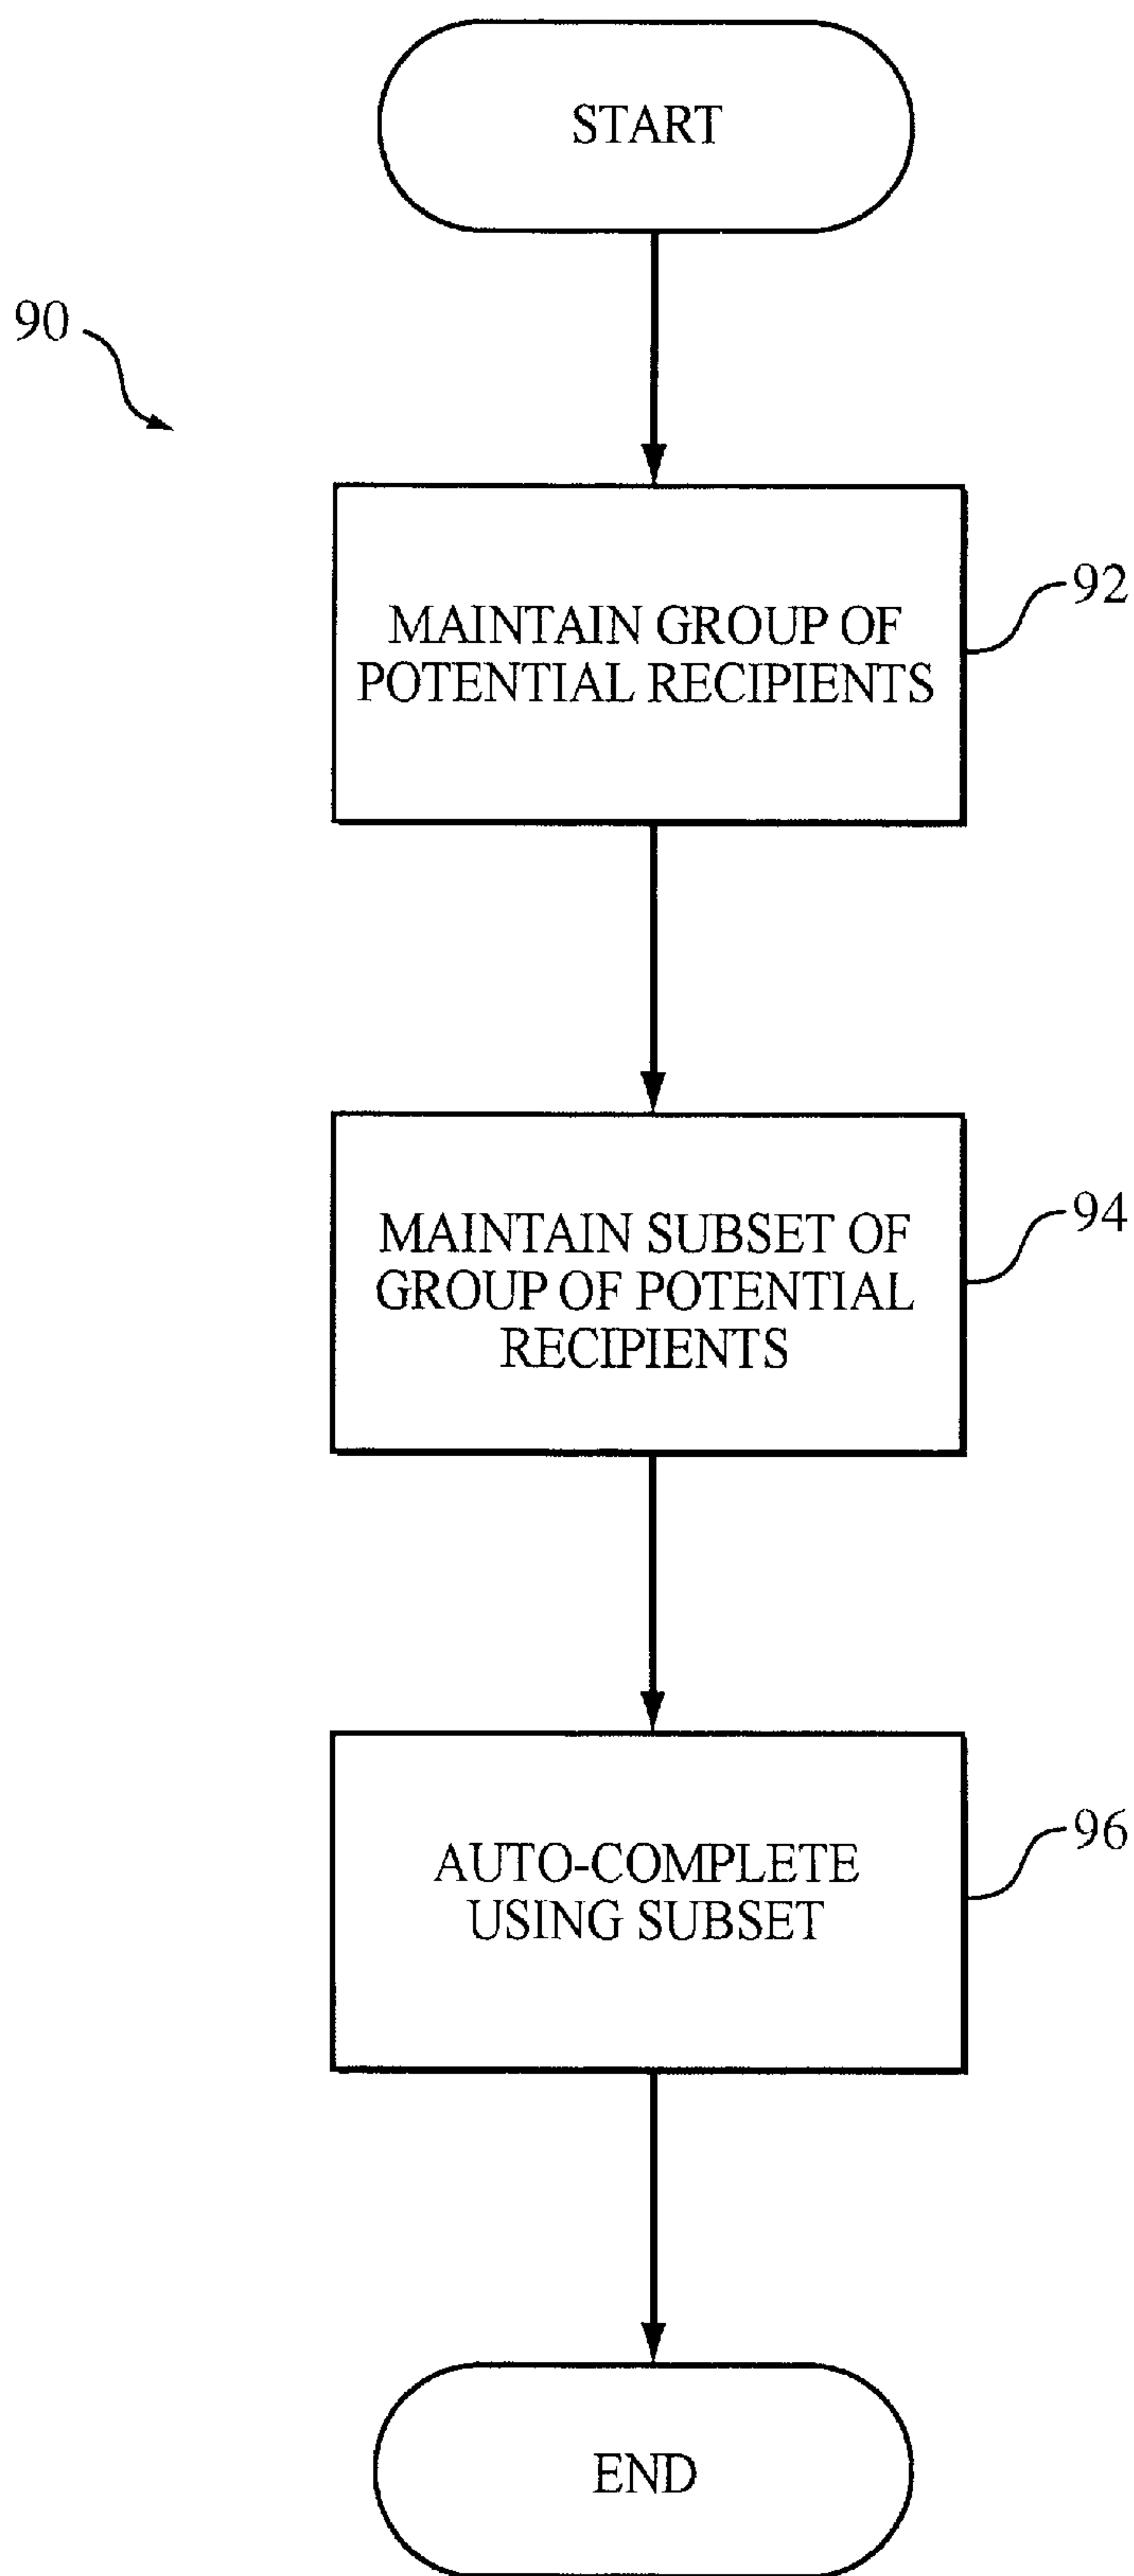 START
90
MAINTAIN GROUP OF
POTENTIAL RECIPIENTS
92
MAINTAIN SUBSET OF
GROUP OF POTENTIAL
RECIPIENTS
94
AUTO-COMPLETE
USING SUBSET
96
END